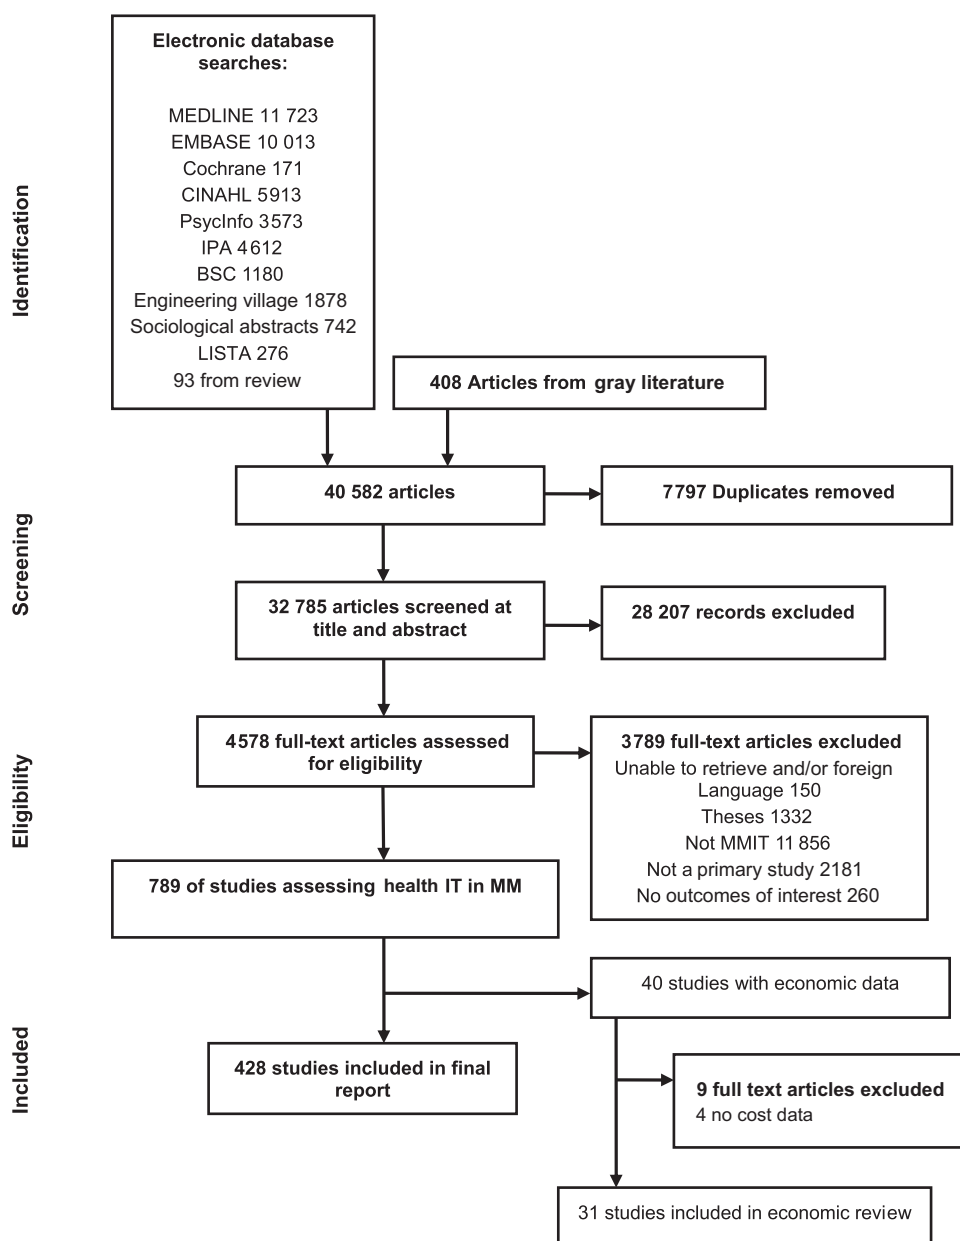 Electronic database
searches:
MEDLINE 11 723
EMBASE 10 013
Cochrane 171
CINAHL 5913
PsycInfo 3573
IPA 4612
BSC 1180
Engineering village 1878
Sociological abstracts 742
LISTA 276
93 from review
Identification
408 Articles from gray literature
40 582 articles
7797 Duplicates removed
Screening
32 785 articles screened at
title and abstract
28 207 records excluded
Eligibility
4578 full-text articles assessed
for eligibility
3789 full-text articles excluded
Unable to retrieve and/or foreign
Language 150
Theses 1332
Not MMIT 11 856
Not a primary study 2181
No outcomes of interest 260
789 of studies assessing health IT in MM
40 studies with economic data
Included
428 studies included in final
report
9 full text articles excluded
4 no cost data
31 studies included in economic review